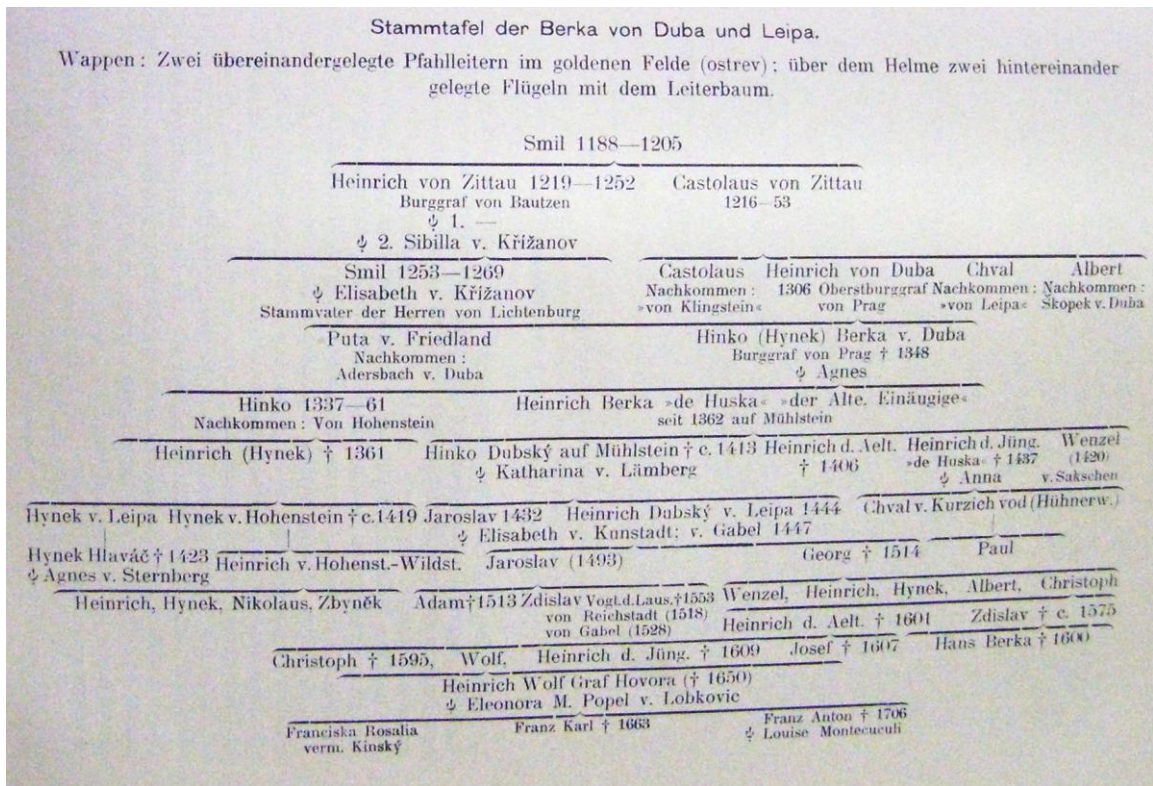 Stammtafel der Berka von Duba und Leipa.
Wappen: Zwei übereinandergelegte Pfahlleitern im goldenen Felde (ostrev); über dem Helme zwei hintereinander
gelegte Flügeln mit dem Leiterbaum.
Smil 1188—1205
Heinrich von Zittau 1219—1252 Castolaus von Zittau
Burggraf von Bautzen 1216—53
ψ 1. —
ψ 2. Sibilla v. Křížanov
Smil 1253—1269 Castolaus Heinrich von Duba Chval Albert
ψ Elisabeth v. Křížanov Nachkommen: 1306 Oberstburggraf Nachkommen: Nachkommen:
Stammvater der Herren von Lichtenburg »von Klingstein« von Prag »von Leipa« Škopek v. Duba
Puta v. Friedland Hinko (Hynek) Berka v. Duba
Nachkommen: Burggraf von Prag † 1348
Adersbach v. Duba ψ Agnes
Hinko 1337—61 Heinrich Berka »de Huska« »der Alte. Einäugige«
Nachkommen: Von Hohenstein seit 1362 auf Mühlstein
Heinrich (Hynek) † 1361 Hinko Dubský auf Mühlstein † c. 1413 Heinrich d. Aelt. Heinrich d. Jüng. Wenzel
ψ Katharina v. Lämberg † 1406 »de Huska« † 1437 (1420)
ψ Anna v. Sakschen
Hynek v. Leipa Hynek v. Hohenstein † c. 1419 Jaroslav 1432 Heinrich Dubský v. Leipa 1444 Chval v. Kurzich vod (Hühnerw.)
ψ Elisabeth v. Kunstadt; v. Gabel 1447
Hynek Hlaváč † 1423 Heinrich v. Hohenst.-Wildst. Jaroslav (1493) Georg † 1514 Paul
ψ Agnes v. Sternberg
Heinrich, Hynek, Nikolaus, Zbyněk Adam † 1513 Zdislav Vogt.d.Laus. † 1553 Wenzel, Heinrich, Hynek, Albert, Christoph
von Reichstadt (1518) Heinrich d. Aelt. † 1601 Zdislav † c. 1575
von Gabel (1528)
Christoph † 1595, Wolf, Heinrich d. Jüng. † 1609 Josef † 1607 Hans Berka † 1600
Heinrich Wolf Graf Hovora († 1650)
ψ Eleonora M. Popel v. Lobkovic
Franciska Rosalia Franz Karl † 1663 Franz Anton † 1706
verm. Kinský ψ Louise Montecuculi